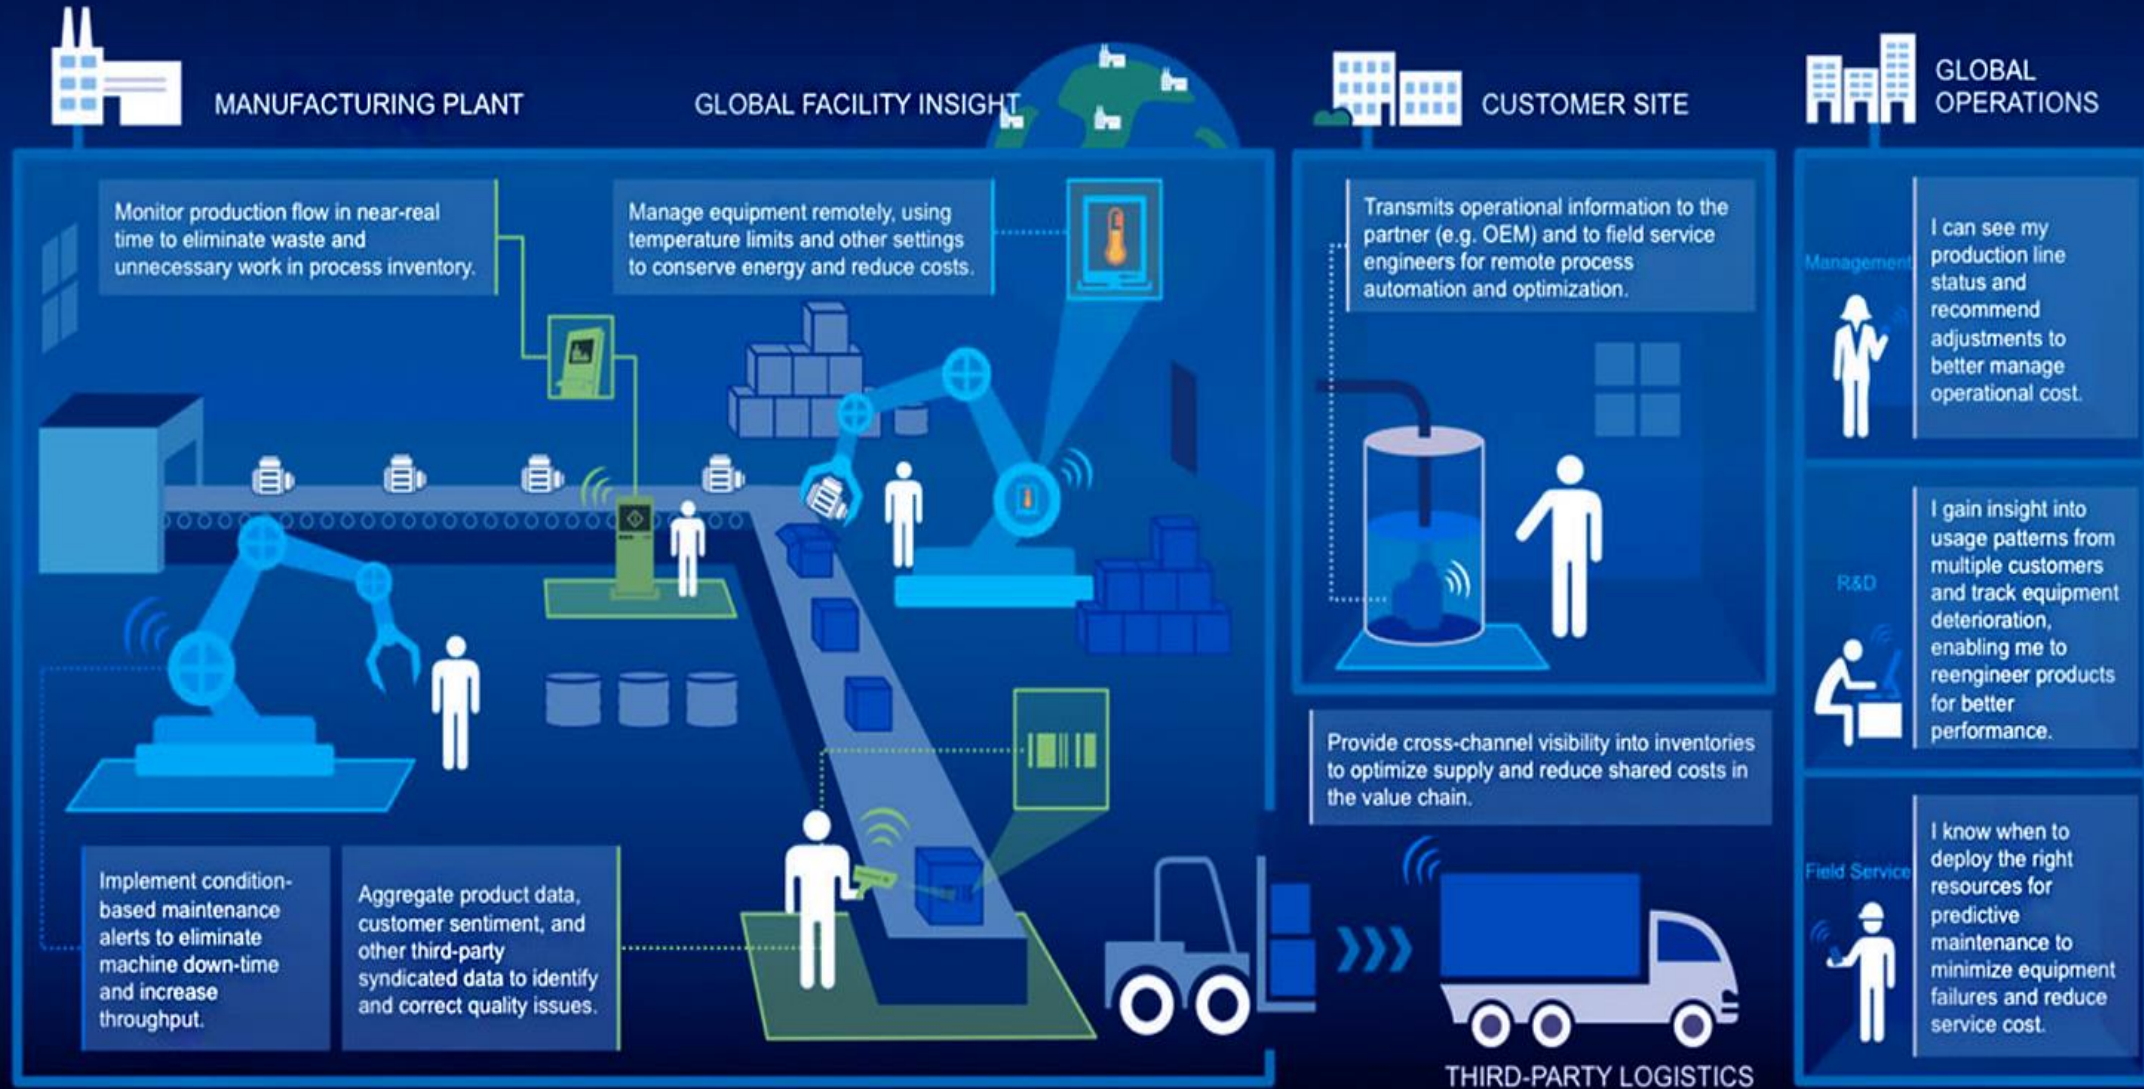 MANUFACTURING PLANT
GLOBAL FACILITY INSIGHT
CUSTOMER SITE
GLOBAL
OPERATIONS
Monitor production flow in near-real
time to eliminate waste and
unnecessary work in process inventory.
Manage equipment remotely, using
temperature limits and other settings
to conserve energy and reduce costs.
Implement condition-
based maintenance
alerts to eliminate
machine down-time
and increase
throughput.
Aggregate product data,
customer sentiment, and
other third-party
syndicated data to identify
and correct quality issues.
Transmits operational information to the
partner (e.g. OEM) and to field service
engineers for remote process
automation and optimization.
Provide cross-channel visibility into inventories
to optimize supply and reduce shared costs in
the value chain.
THIRD-PARTY LOGISTICS
Management
I can see my
production line
status and
recommend
adjustments to
better manage
operational cost.
R&D
I gain insight into
usage patterns from
multiple customers
and track equipment
deterioration,
enabling me to
reengineer products
for better
performance.
Field Service
I know when to
deploy the right
resources for
predictive
maintenance to
minimize equipment
failures and reduce
service cost.